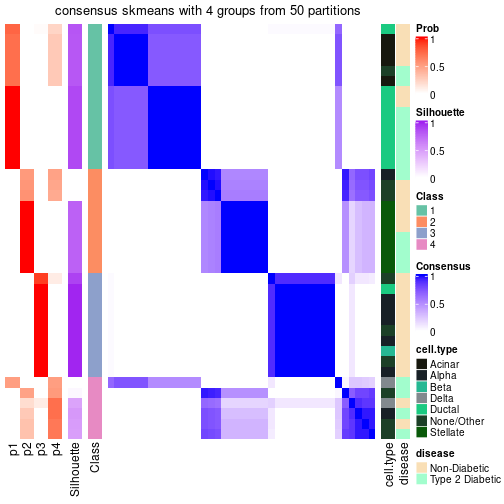 consensus skmeans with 4 groups from 50 partitions
Prob
1
0.5
0
Silhouette
1
0.5
0
Class
1
2
3
4
Consensus
1
0.5
0
cell.type
Acinar
Alpha
Beta
Delta
Ductal
None/Other
Stellate
disease
Non-Diabetic
Type 2 Diabetic
p1
p2
p3
p4
Silhouette
Class
cell.type
disease